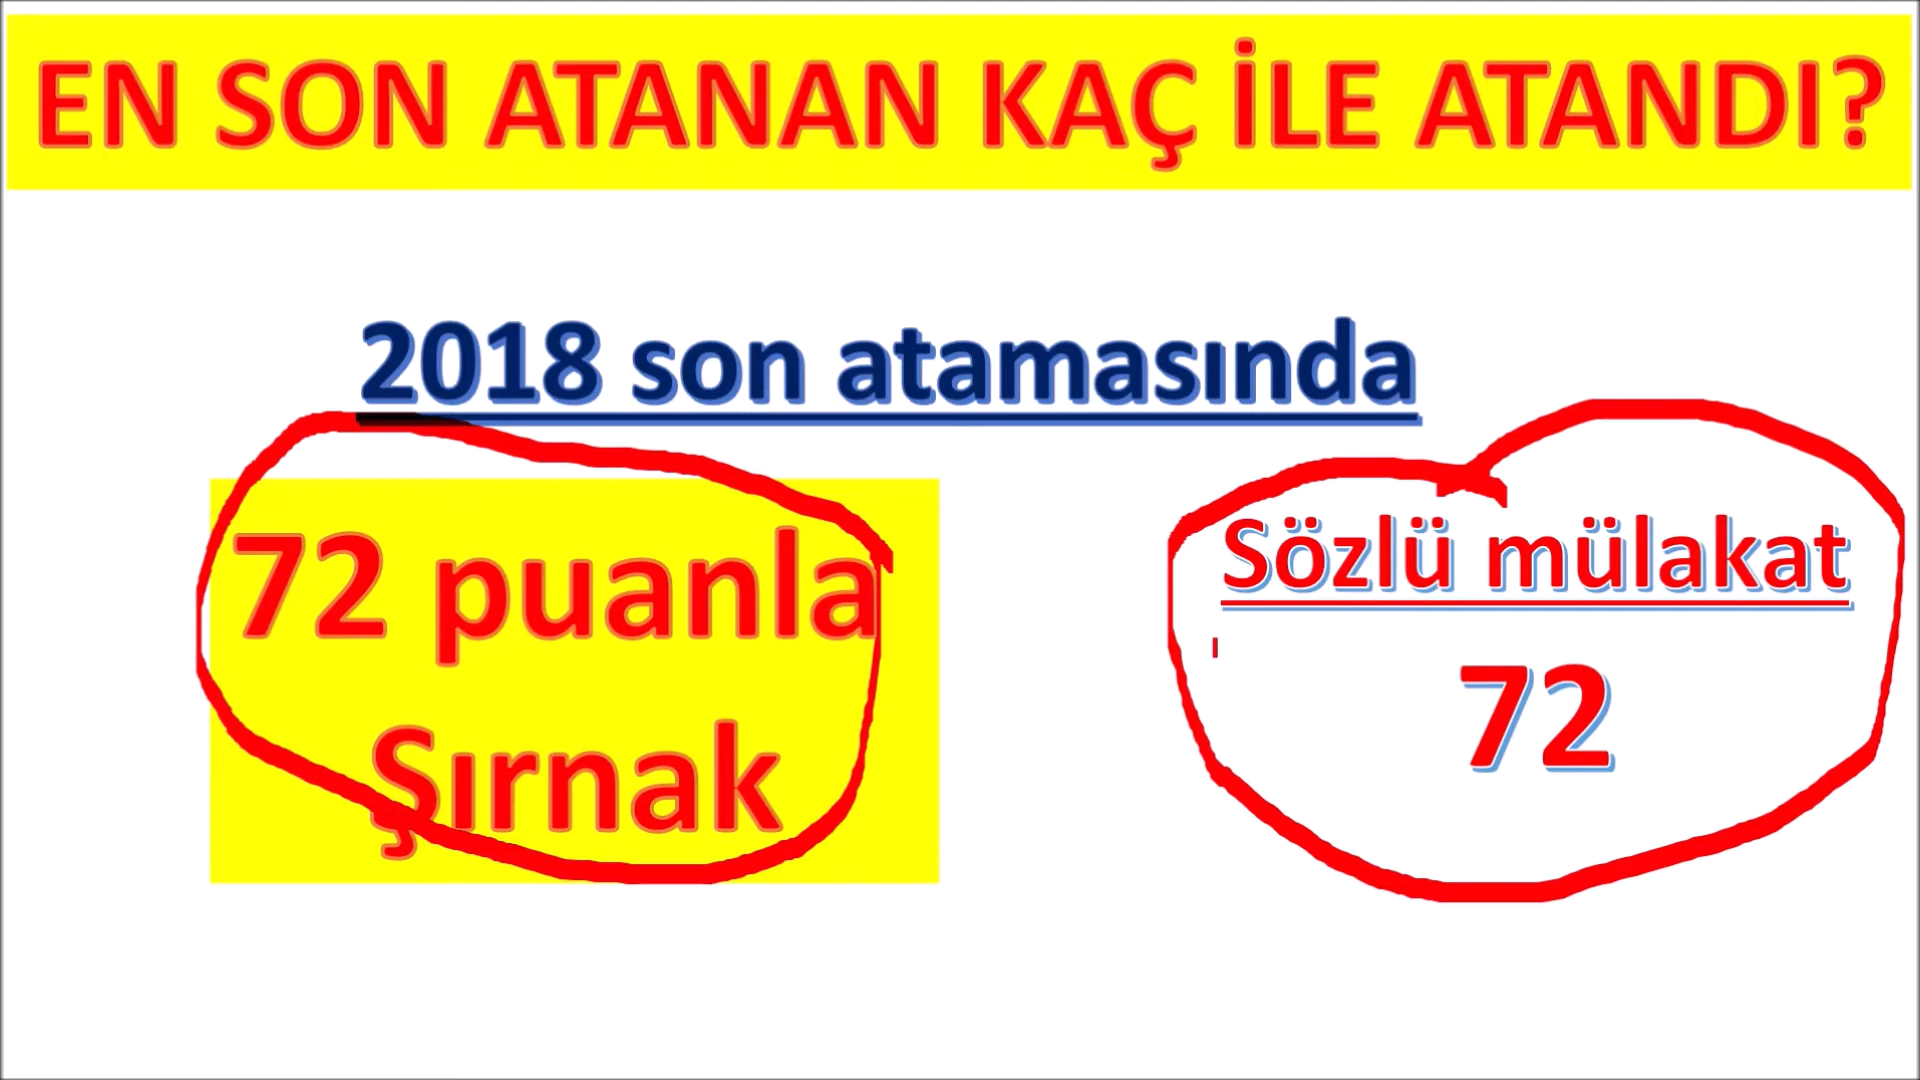 EN SON ATANAN KAÇ İLE ATANDI?
2018 son atamasında
72 puanla
Şırnak
Sözlü mülakat
72